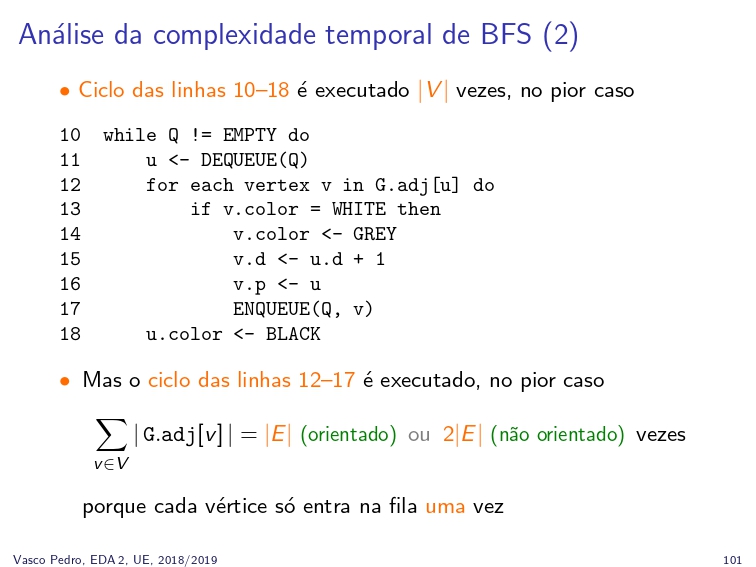 Análise da complexidade temporal de BFS (2)
• Ciclo das linhas 10–18 é executado |V| vezes, no pior caso
10 while Q != EMPTY do
11 u <- DEQUEUE(Q)
12 for each vertex v in G.adj[u] do
13 if v.color = WHITE then
14 v.color <- GREY
15 v.d <- u.d + 1
16 v.p <- u
17 ENQUEUE(Q, v)
18 u.color <- BLACK
• Mas o ciclo das linhas 12–17 é executado, no pior caso
∑ |G.adj[v]| = |E| (orientado) ou 2|E| (não orientado) vezes
v∈V
porque cada vértice só entra na fila uma vez
Vasco Pedro, EDA 2, UE, 2018/2019 101